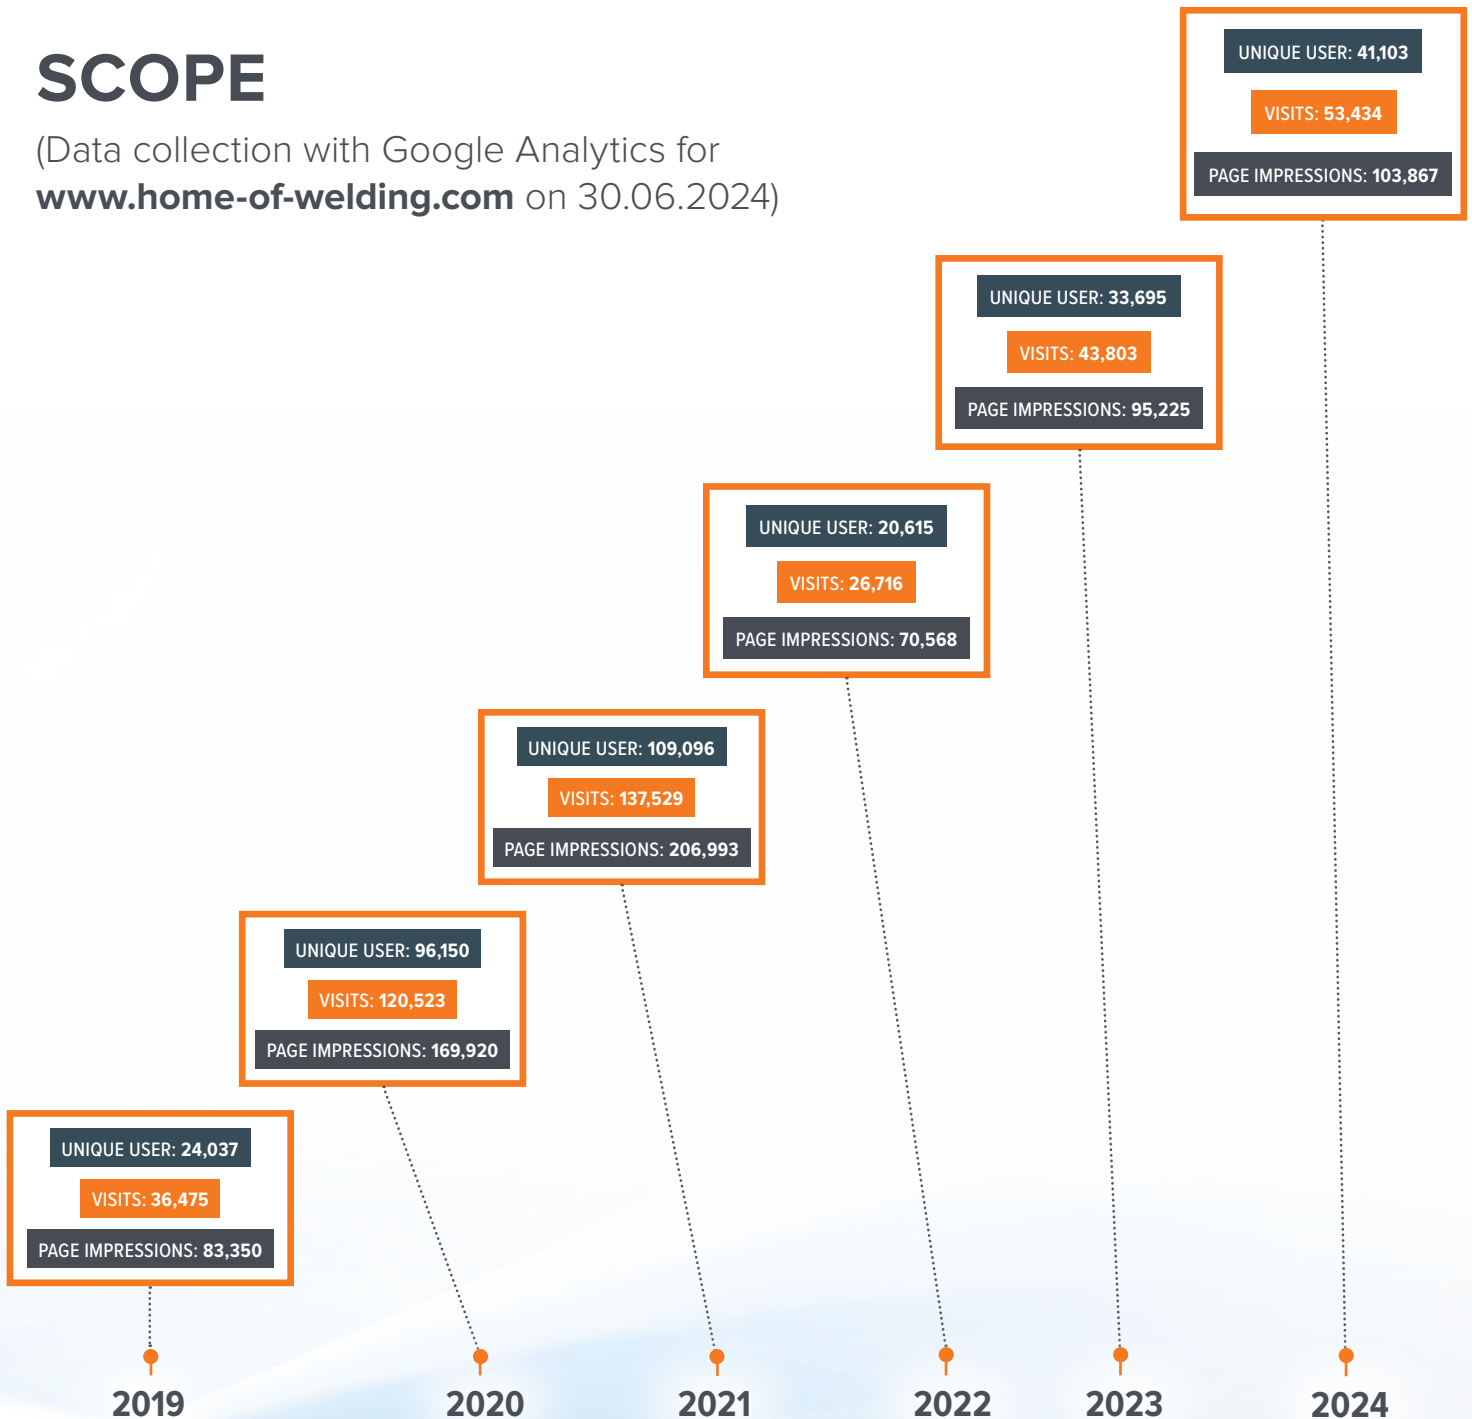 SCOPE
(Data collection with Google Analytics for
www.home-of-welding.com on 30.06.2024)
UNIQUE USER: 41,103
VISITS: 53,434
PAGE IMPRESSIONS: 103,867
UNIQUE USER: 33,695
VISITS: 43,803
PAGE IMPRESSIONS: 95,225
UNIQUE USER: 20,615
VISITS: 26,716
PAGE IMPRESSIONS: 70,568
UNIQUE USER: 109,096
VISITS: 137,529
PAGE IMPRESSIONS: 206,993
UNIQUE USER: 96,150
VISITS: 120,523
PAGE IMPRESSIONS: 169,920
UNIQUE USER: 24,037
VISITS: 36,475
PAGE IMPRESSIONS: 83,350
2019 2020 2021 2022 2023 2024